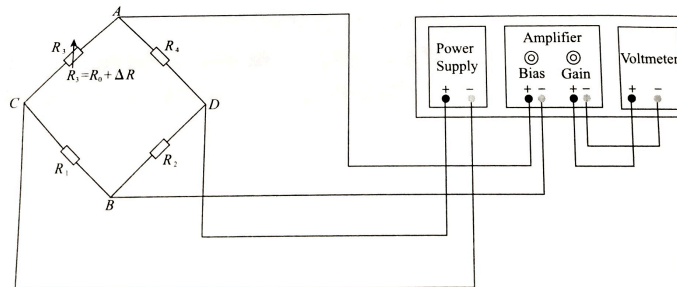 A
R₃
R₄
R₃=R₀+ΔR
C
D
R₁
R₂
B
Power
Supply
+ −
Amplifier
Bias Gain
+ − + −
Voltmeter
+ −